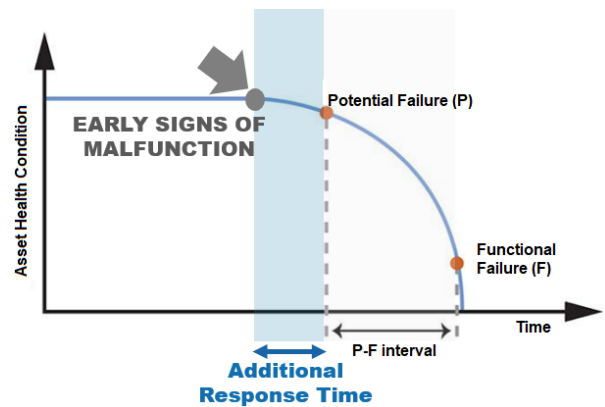 Asset Health Condition
EARLY SIGNS OF
MALFUNCTION
Potential Failure (P)
Functional
Failure (F)
Time
P-F interval
Additional
Response Time